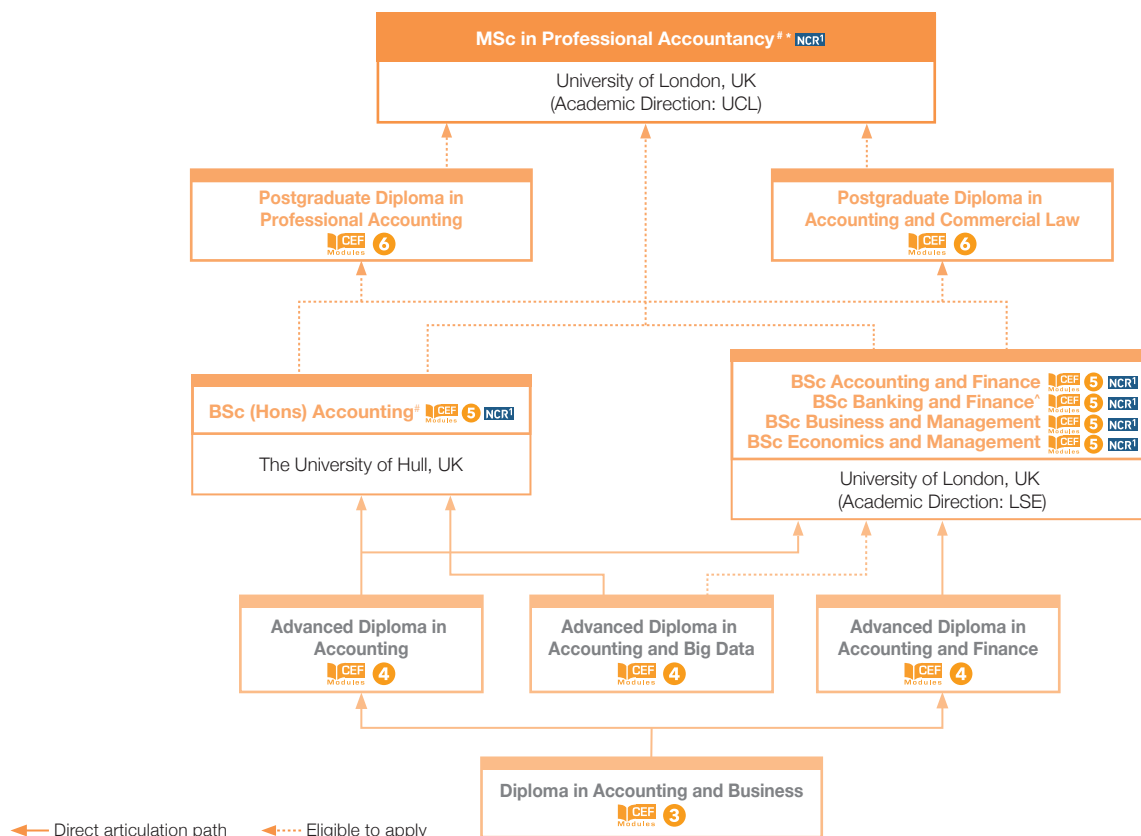 MSc in Professional Accountancy # * NCR1
University of London, UK
(Academic Direction: UCL)
Postgraduate Diploma in
Professional Accounting
CEF Modules 6
Postgraduate Diploma in
Accounting and Commercial Law
CEF Modules 6
BSc (Hons) Accounting# CEF Modules 5 NCR1
The University of Hull, UK
BSc Accounting and Finance CEF Modules 5 NCR1
BSc Banking and Finance^ CEF Modules 5 NCR1
BSc Business and Management CEF Modules 5 NCR1
BSc Economics and Management CEF Modules 5 NCR1
University of London, UK
(Academic Direction: LSE)
Advanced Diploma in
Accounting
CEF Modules 4
Advanced Diploma in
Accounting and Big Data
CEF Modules 4
Advanced Diploma in
Accounting and Finance
CEF Modules 4
Diploma in Accounting and Business
CEF Modules 3
Direct articulation path
Eligible to apply